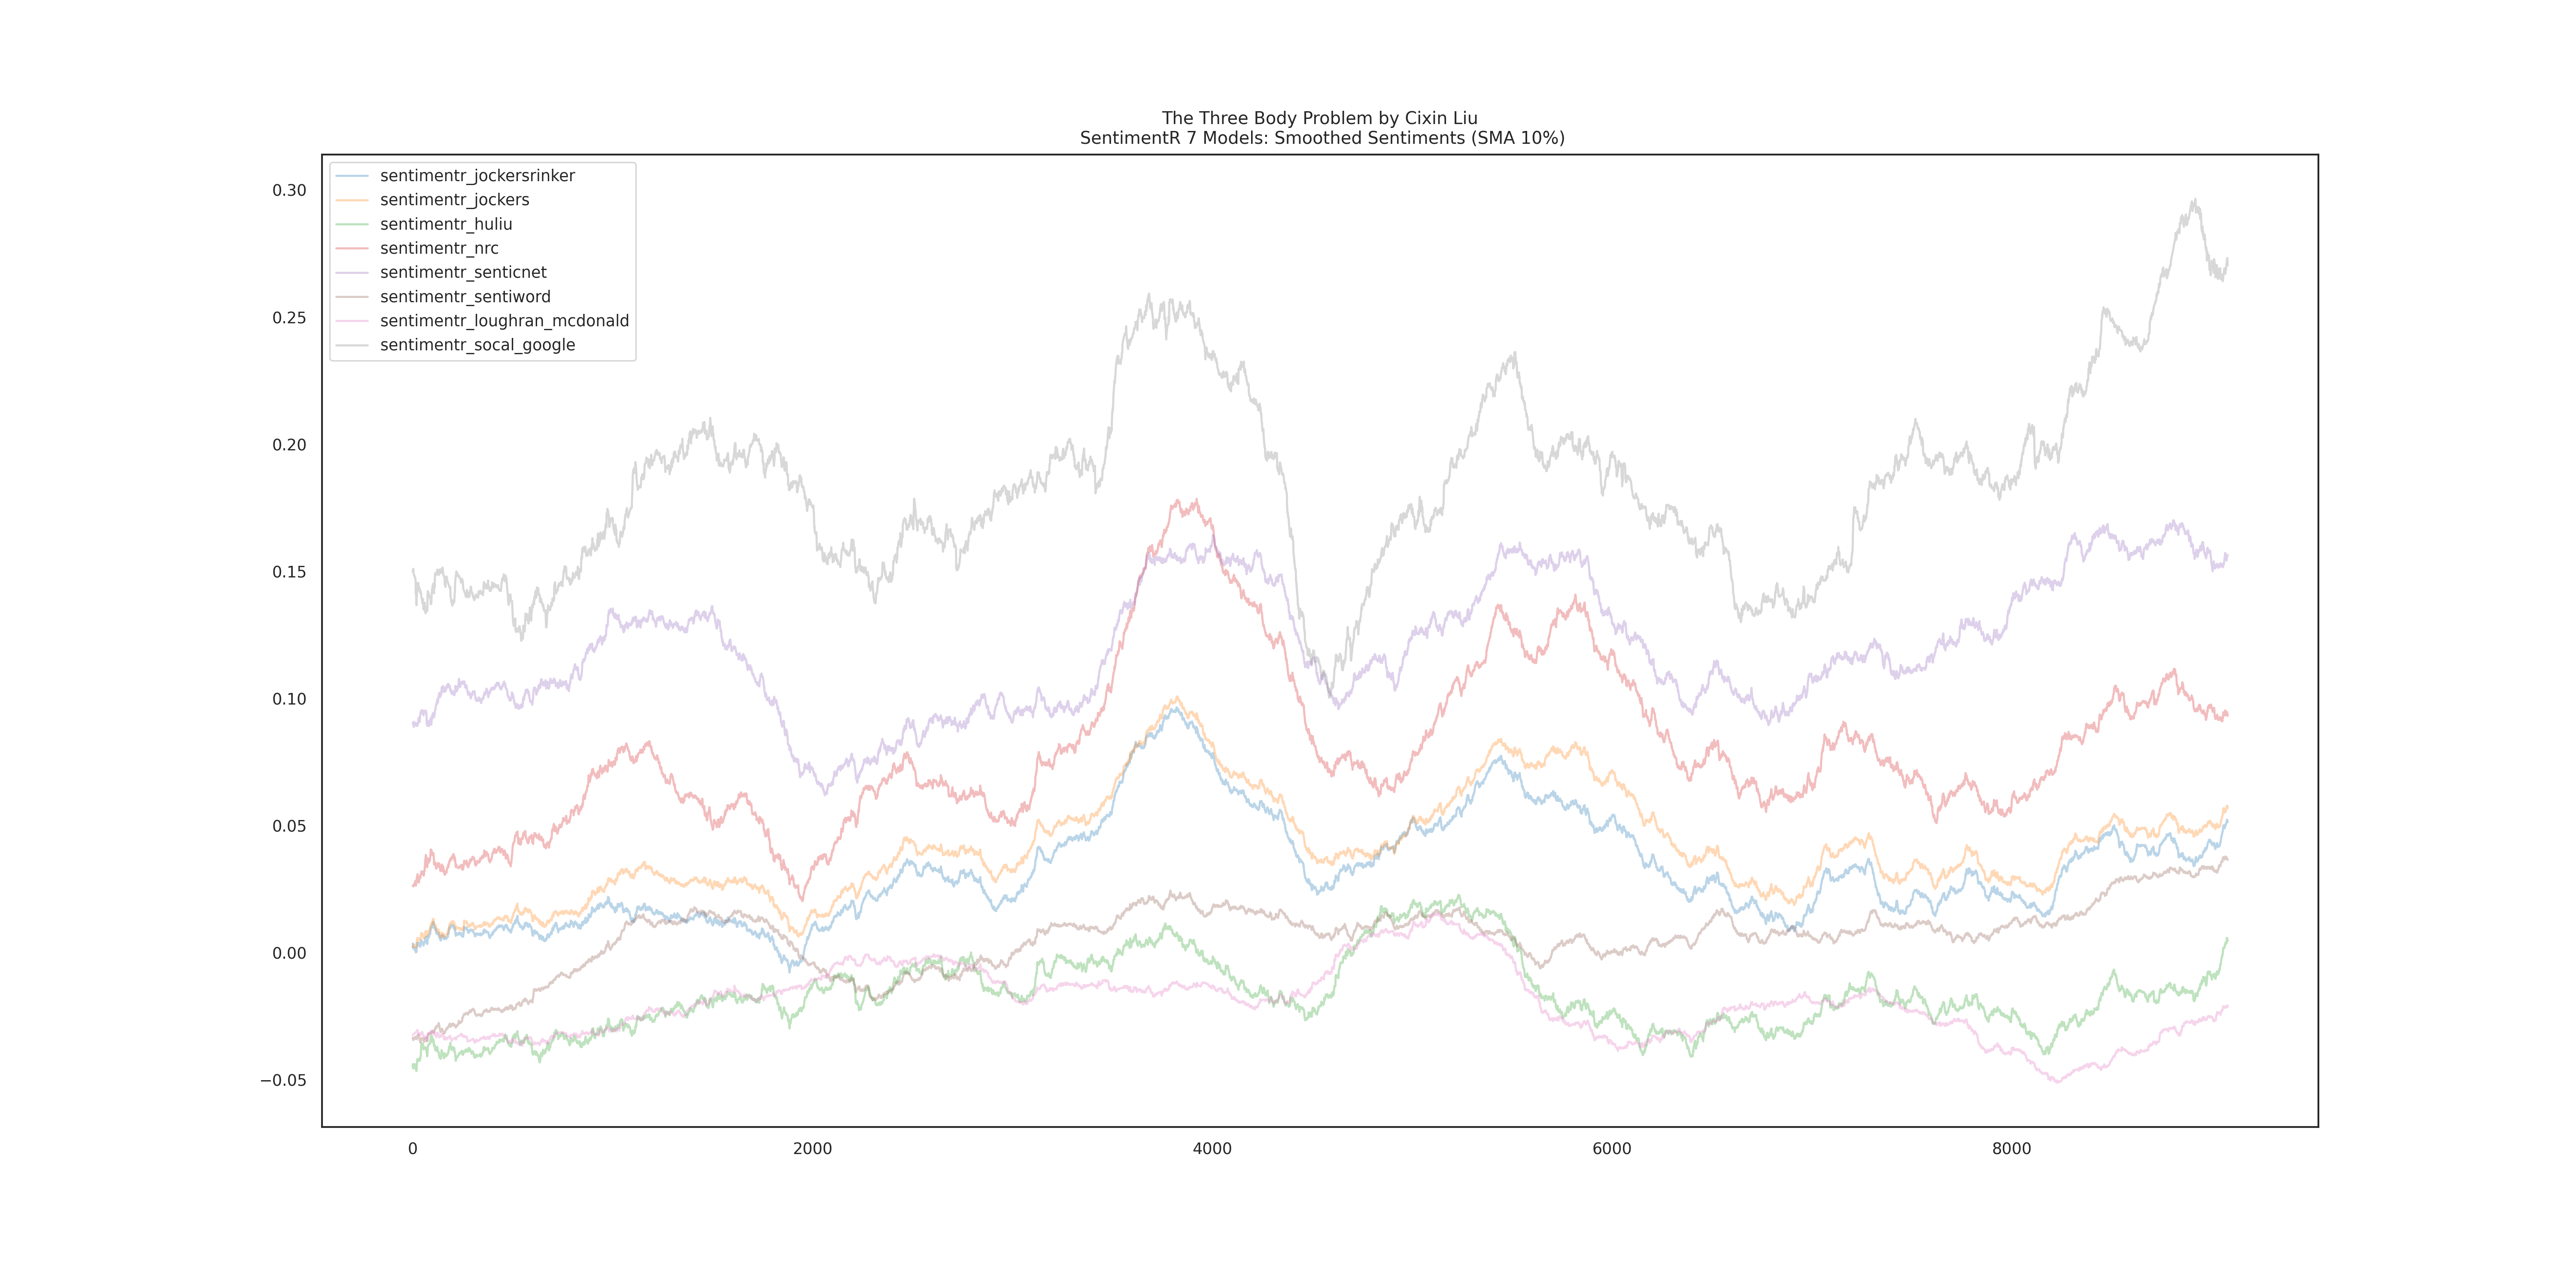 The Three Body Problem by Cixin Liu
SentimentR 7 Models: Smoothed Sentiments (SMA 10%)
sentimentr_jockersrinker
sentimentr_jockers
sentimentr_huliu
sentimentr_nrc
sentimentr_senticnet
sentimentr_sentiword
sentimentr_loughran_mcdonald
sentimentr_socal_google
0.30
0.25
0.20
0.15
0.10
0.05
0.00
−0.05
0 2000 4000 6000 8000